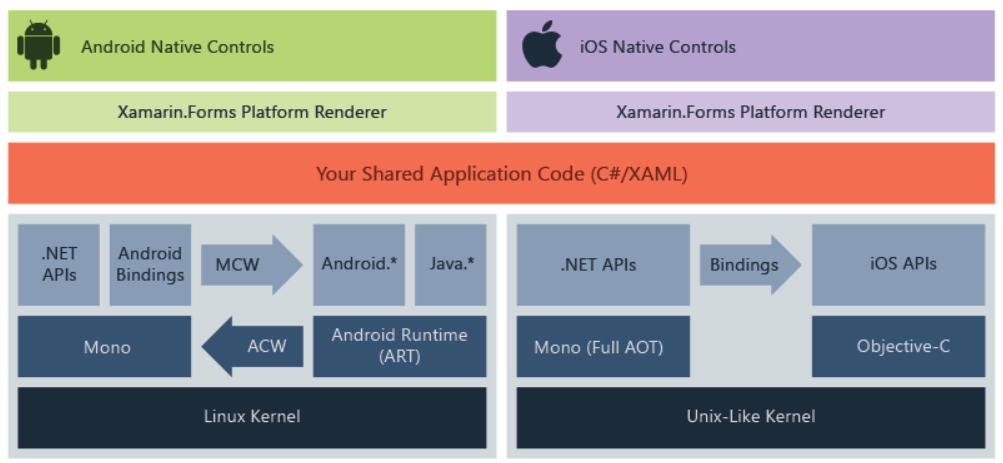 Android Native Controls
iOS Native Controls
Xamarin.Forms Platform Renderer
Xamarin.Forms Platform Renderer
Your Shared Application Code (C#/XAML)
.NET
APIs
Android
Bindings
MCW
Android.*
Java.*
.NET APIs
Bindings
iOS APIs
Mono
ACW
Android Runtime
(ART)
Mono (Full AOT)
Objective-C
Linux Kernel
Unix-Like Kernel